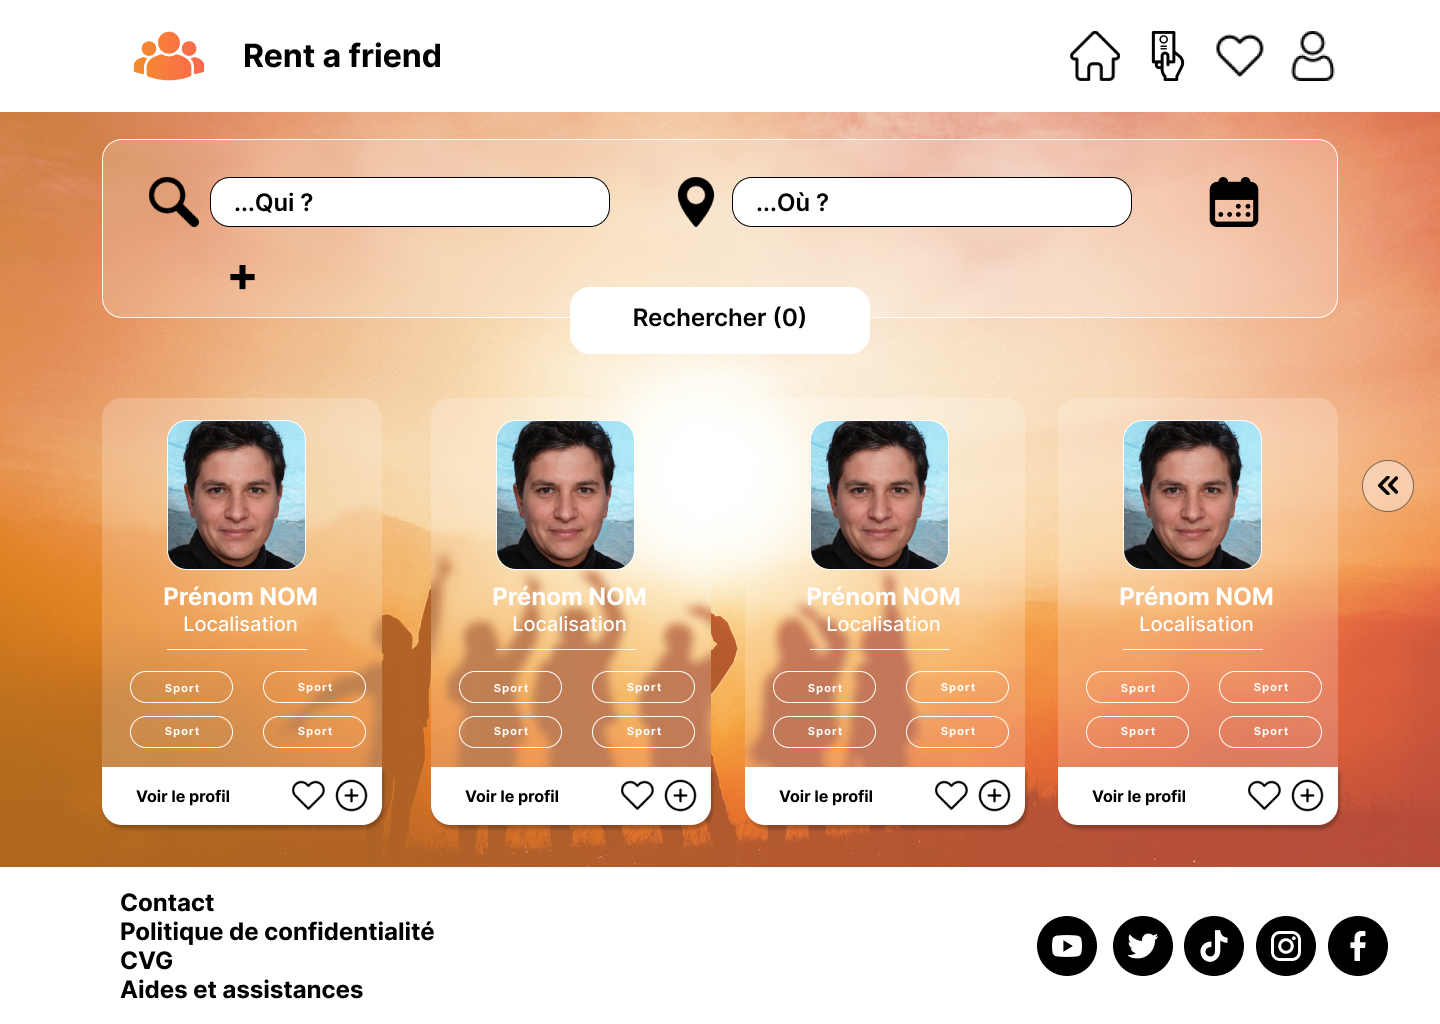 Rent a friend
...Qui ?
...Où ?
+
Rechercher (0)
Prénom NOM
Localisation
Sport
Sport
Sport
Sport
Voir le profil
Prénom NOM
Localisation
Sport
Sport
Sport
Sport
Voir le profil
Prénom NOM
Localisation
Sport
Sport
Sport
Sport
Voir le profil
Prénom NOM
Localisation
Sport
Sport
Sport
Sport
Voir le profil
Contact
Politique de confidentialité
CVG
Aides et assistances